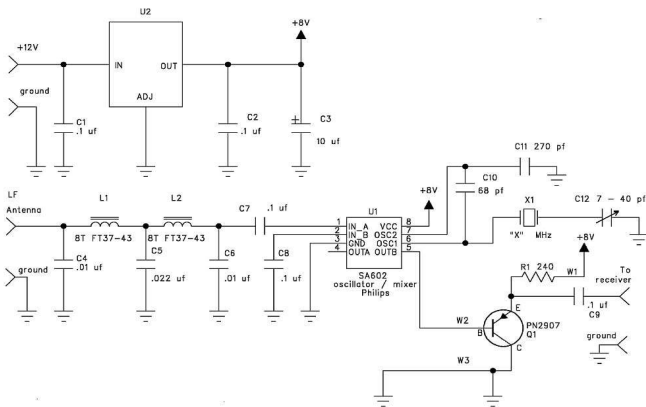 U2
+8V
+12V
IN
OUT
ADJ
ground
C1
.1 uf
C2
.1 uf
C3
10 uf
C11 270 pf
C10
68 pf
LF
Antenna
L1
L2
C7
.1 uf
8T FT37-43
8T FT37-43
ground
C4
.01 uf
C5
.022 uf
C6
.01 uf
C8
.1 uf
U1
+8V
1 IN_A VCC 8
2 IN_B OSC2 7
3 GND OSC1 6
4 OUTA OUTB 5
SA602
oscillator / mixer
Philips
X1
"X" MHz
C12 7 - 40 pf
+8V
R1 240
W1
To
receiver
.1 uf
C9
E
PN2907
Q1
B
C
W2
W3
ground